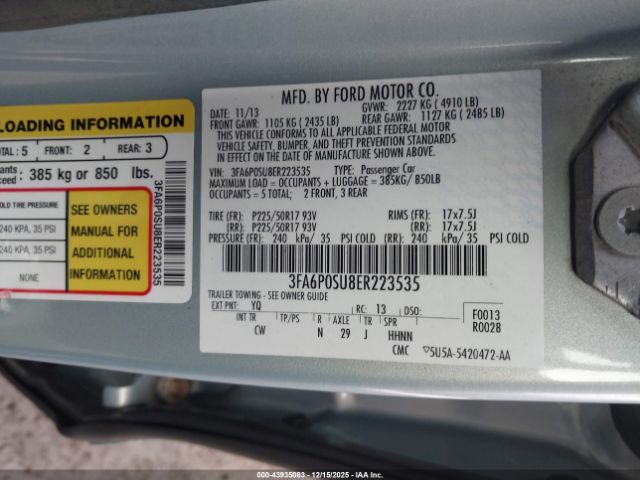 LOADING INFORMATION
TAL: 5 FRONT: 2 REAR: 3
pants
ceed: 385 kg or 850 lbs.
COLD TIRE PRESSURE
240 KPA, 35 PSI
240 KPA, 35 PSI
NONE
SEE OWNERS
MANUAL FOR
ADDITIONAL
INFORMATION
3FA6P0SU8ER223535
MFD. BY FORD MOTOR CO.
DATE: 11/13 GVWR: 2227 KG ( 4910 LB)
FRONT GAWR: 1105 KG ( 2435 LB) REAR GAWR: 1127 KG ( 2485 LB)
THIS VEHICLE CONFORMS TO ALL APPLICABLE FEDERAL MOTOR
VEHICLE SAFETY, BUMPER, AND THEFT PREVENTION STANDARDS
IN EFFECT ON THE DATE OF MANUFACTURE SHOWN ABOVE.
VIN: 3FA6P0SU8ER223535 TYPE: Passenger Car
MAXIMUM LOAD = OCCUPANTS + LUGGAGE = 385KG/ 850LB
OCCUPANTS = 5 TOTAL; 2 FRONT, 3 REAR
TIRE (FR): P225/50R17 93V RIMS (FR): 17x7.5J
(RR): P225/50R17 93V (RR): 17x7.5J
PRESSURE (FR): 240 kPa/ 35 PSI COLD (RR): 240 kPa/ 35 PSI COLD
3FA6P0SU8ER223535
TRAILER TOWING - SEE OWNER GUIDE
EXT PNT: YQ RC: 13 DSO: F0013
INT TR TP/PS R AXLE TR SPR R0028
CW N 29 J HHNN
CMC ▽5U5A-5420472-AA
000-43935083 - 12/15/2025 - IAAI.COM